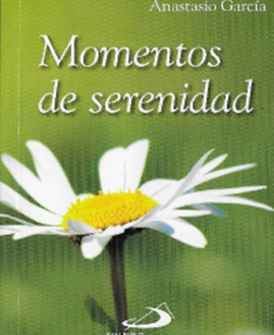 Anastasio García
Momentos
de serenidad